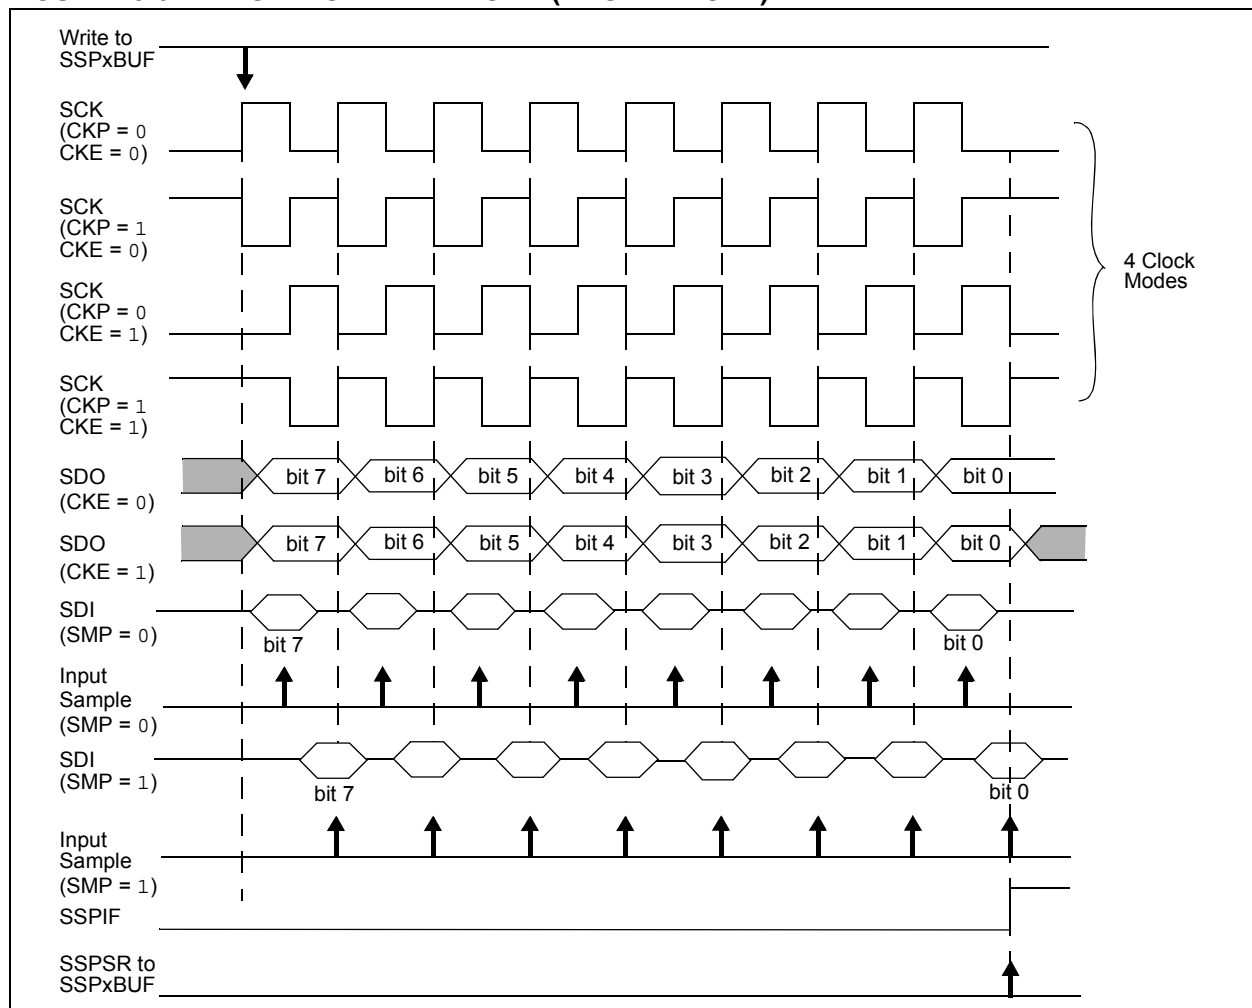 Write to
SSPxBUF
SCK
(CKP = 0
CKE = 0)
SCK
(CKP = 1
CKE = 0)
SCK
(CKP = 0
CKE = 1)
SCK
(CKP = 1
CKE = 1)
4 Clock
Modes
SDO
(CKE = 0)
bit 7 bit 6 bit 5 bit 4 bit 3 bit 2 bit 1 bit 0
SDO
(CKE = 1)
bit 7 bit 6 bit 5 bit 4 bit 3 bit 2 bit 1 bit 0
SDI
(SMP = 0)
bit 7 bit 0
Input
Sample
(SMP = 0)
SDI
(SMP = 1)
bit 7 bit 0
Input
Sample
(SMP = 1)
SSPIF
SSPSR to
SSPxBUF